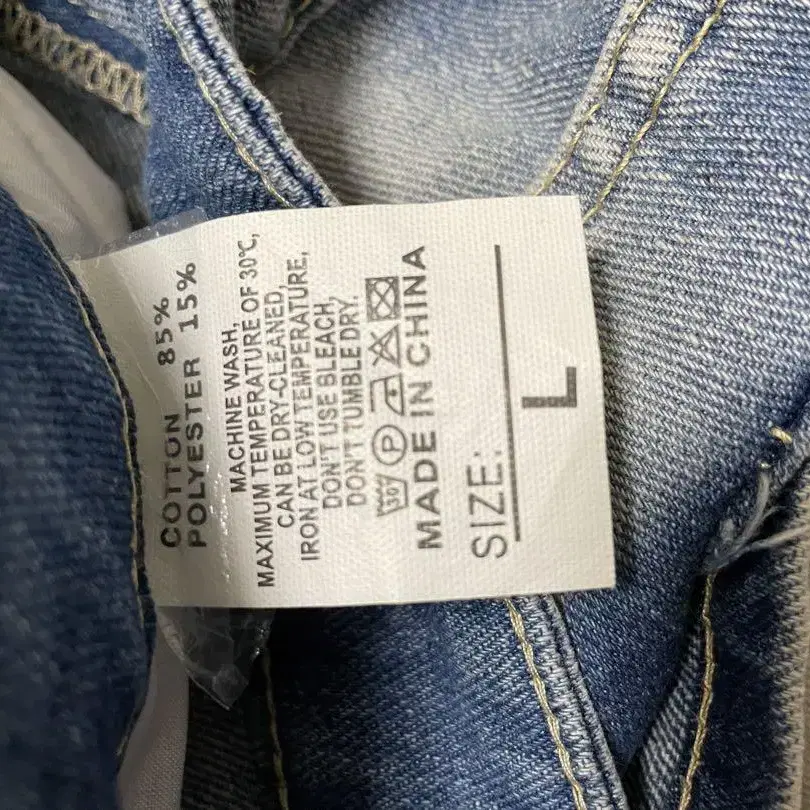 COTTON 85%
POLYESTER 15%
MACHINE WASH,
MAXIMUM TEMPERATURE OF 30℃,
CAN BE DRY-CLEANED,
IRON AT LOW TEMPERATURE,
DON'T USE BLEACH,
DON'T TUMBLE DRY.
30 P
MADE IN CHINA
SIZE: L